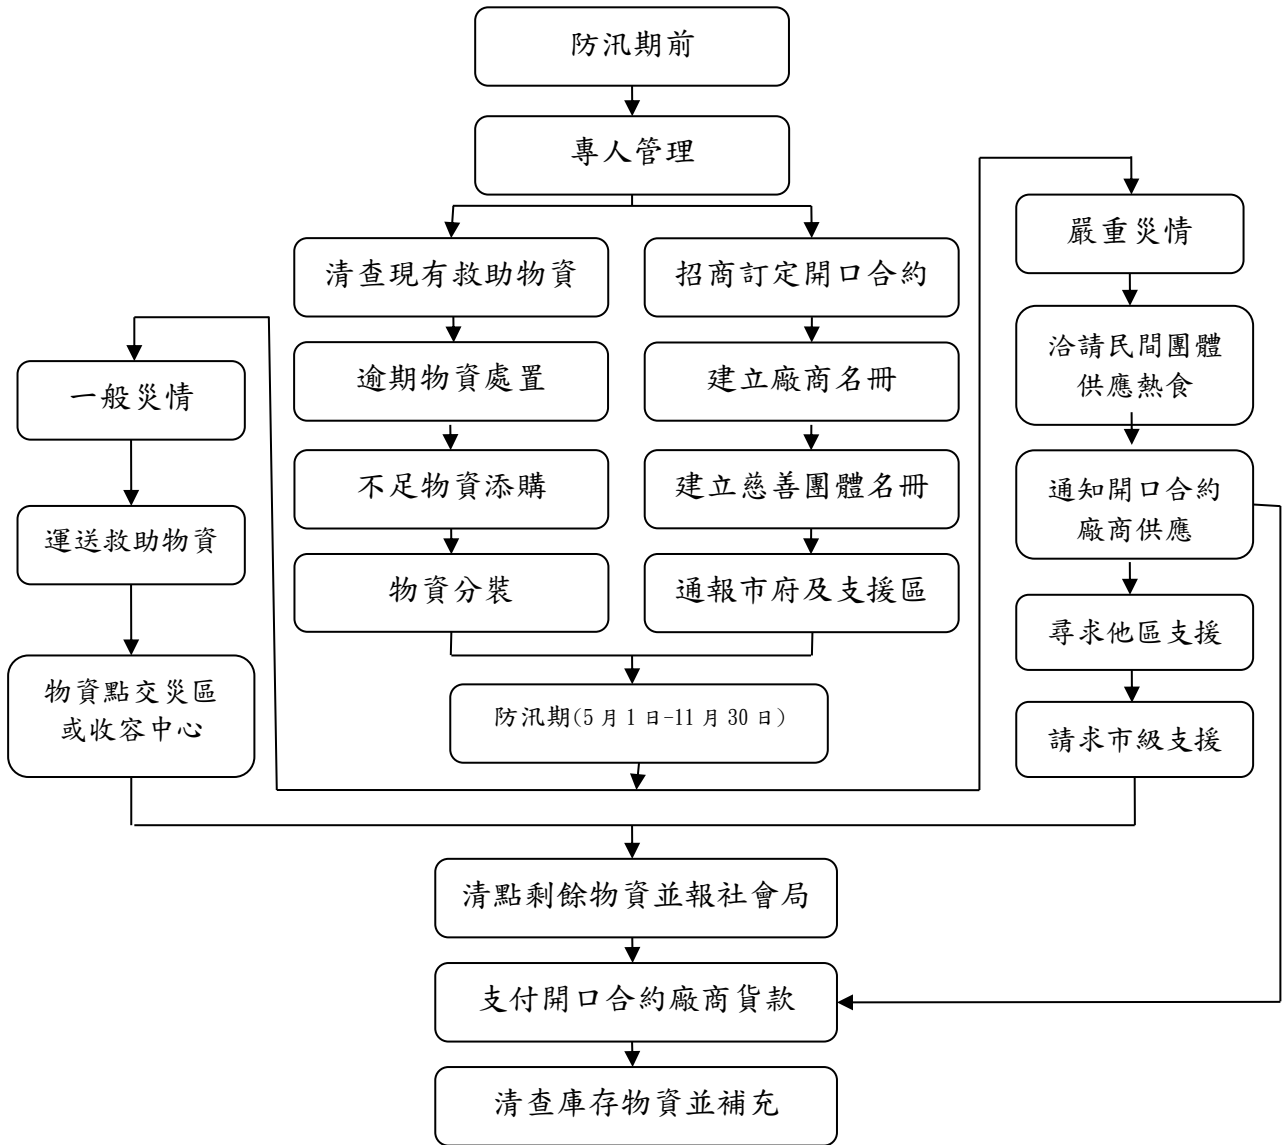 防汛期前
專人管理
清查現有救助物資
逾期物資處置
不足物資添購
物資分裝
招商訂定開口合約
建立廠商名冊
建立慈善團體名冊
通報市府及支援區
防汛期(5月1日-11月30日)
一般災情
運送救助物資
物資點交災區
或收容中心
嚴重災情
洽請民間團體
供應熱食
通知開口合約
廠商供應
尋求他區支援
請求市級支援
清點剩餘物資並報社會局
支付開口合約廠商貨款
清查庫存物資並補充